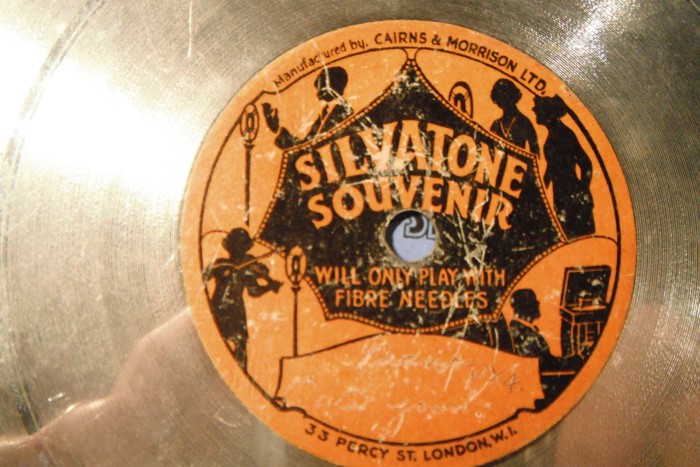 Manufactured by. CAIRNS & MORRISON LTD.
SILVATONE
SOUVENIR
WILL ONLY PLAY WITH
FIBRE NEEDLES
33 PERCY ST. LONDON, W.1.